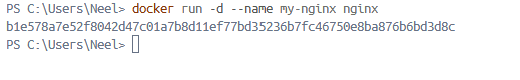 PS C:\Users\Neel> docker run -d --name my-nginx nginx
b1e578a7e52f8042d47c01a7b8d11ef77bd35236b7fc46750e8ba876b6bd3d8c
PS C:\Users\Neel>